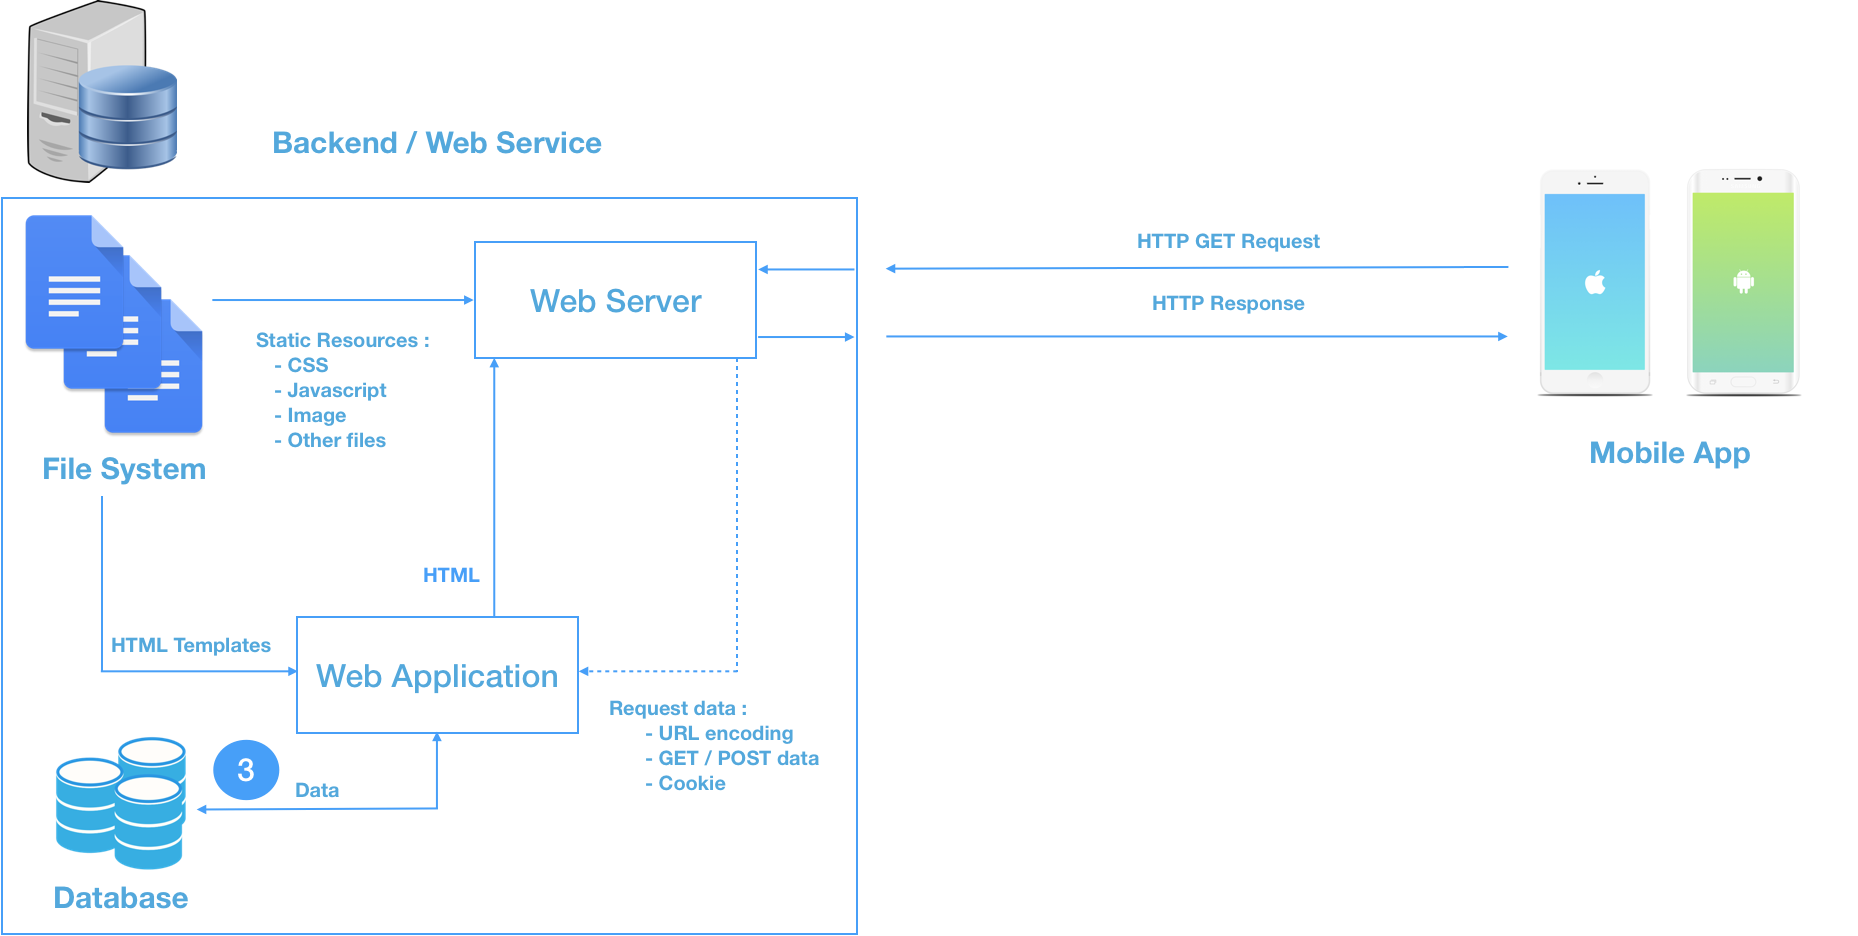 Backend / Web Service
HTTP GET Request
HTTP Response
Web Server
Static Resources :
- CSS
- Javascript
- Image
- Other files
File System
Mobile App
HTML
HTML Templates
Web Application
Request data :
- URL encoding
- GET / POST data
- Cookie
3
Data
Database